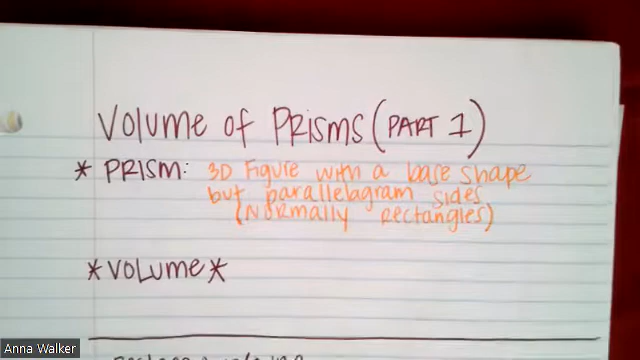 Volume of Prisms (Part 1)
* Prism: 3D Figure with a base shape
but parallelagram sides
(Normally Rectangles)
*Volume*
Anna Walker